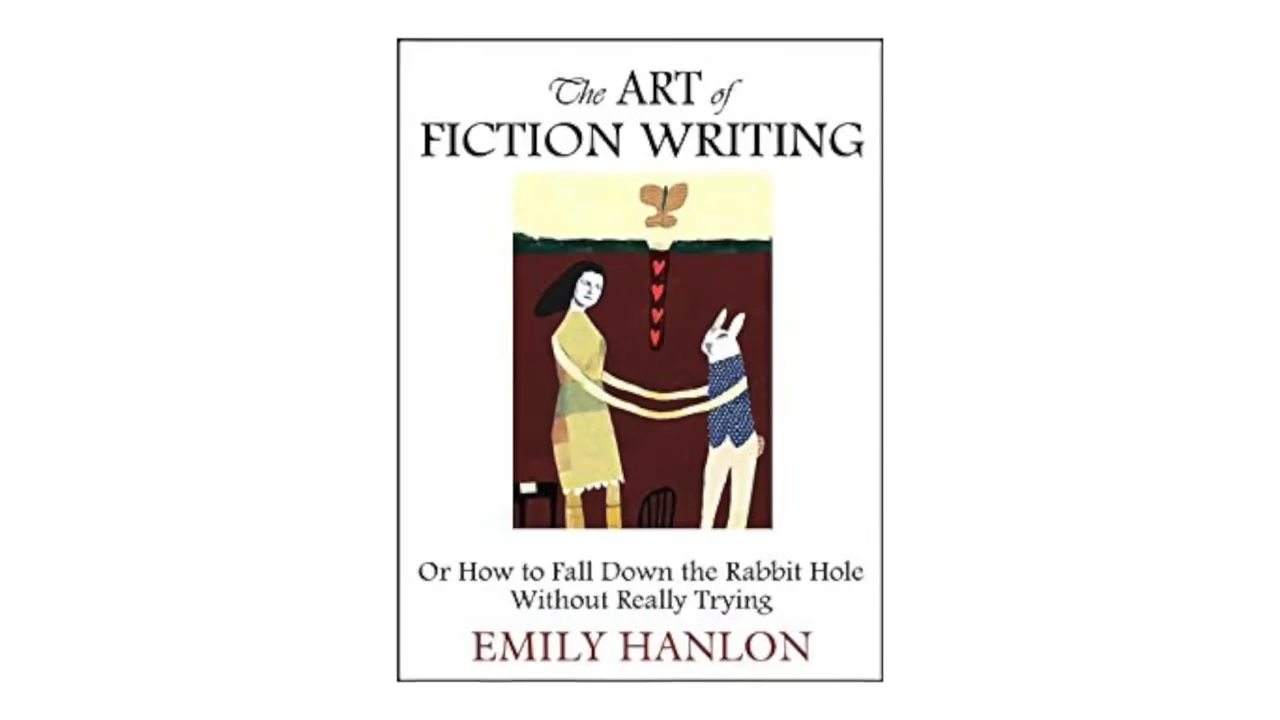 The ART of
FICTION WRITING
Or How to Fall Down the Rabbit Hole
Without Really Trying
EMILY HANLON